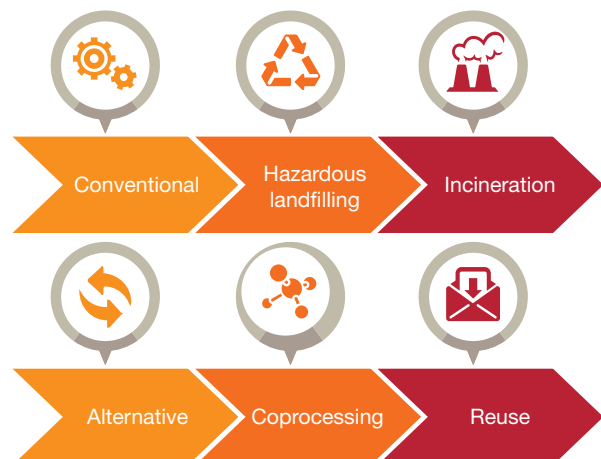 Conventional
Hazardous
landfilling
Incineration
Alternative
Coprocessing
Reuse